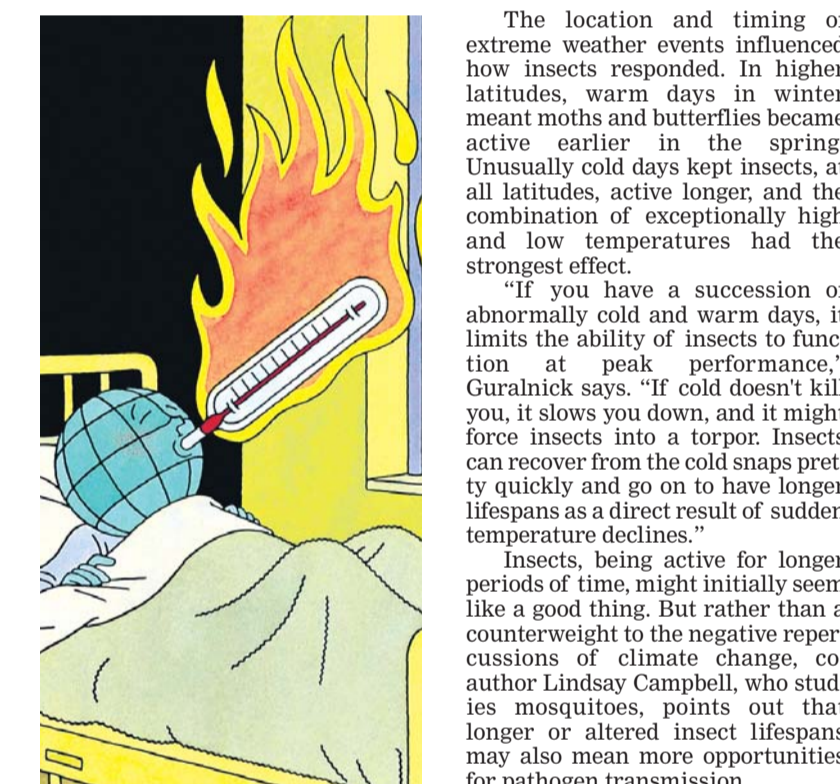 The location and timing o
extreme weather events influenced
how insects responded. In higher
latitudes, warm days in winter
meant moths and butterflies became
active earlier in the spring
Unusually cold days kept insects, at
all latitudes, active longer, and the
combination of exceptionally high
and low temperatures had the
strongest effect.
“If you have a succession o
abnormally cold and warm days, it
limits the ability of insects to func
tion at peak performance,”
Guralnick says. “If cold doesn't kil
you, it slows you down, and it might
force insects into a torpor. Insects
can recover from the cold snaps pret
ty quickly and go on to have longer
lifespans as a direct result of sudden
temperature declines.”
Insects, being active for longer
periods of time, might initially seem
like a good thing. But rather than a
counterweight to the negative reper
cussions of climate change, co
author Lindsay Campbell, who stud
ies mosquitoes, points out that
longer or altered insect lifespans
may also mean more opportunities
for pathogen transmission